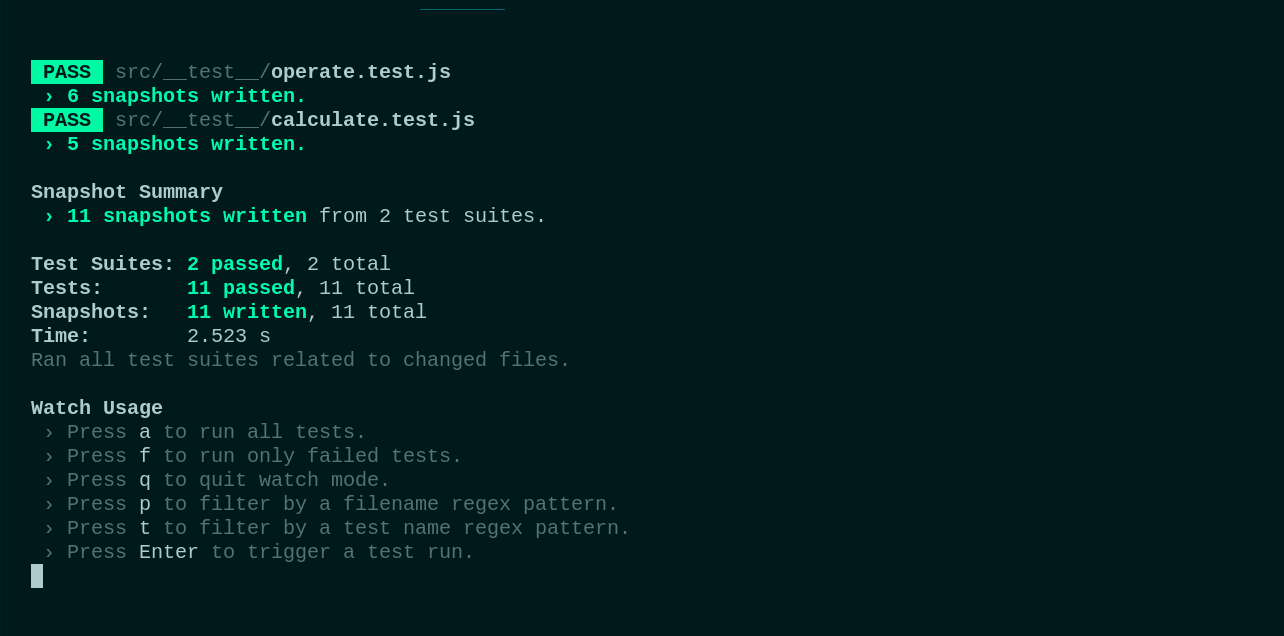 PASS src/__test__/operate.test.js
› 6 snapshots written.
PASS src/__test__/calculate.test.js
› 5 snapshots written.
Snapshot Summary
› 11 snapshots written from 2 test suites.
Test Suites: 2 passed, 2 total
Tests: 11 passed, 11 total
Snapshots: 11 written, 11 total
Time: 2.523 s
Ran all test suites related to changed files.
Watch Usage
› Press a to run all tests.
› Press f to run only failed tests.
› Press q to quit watch mode.
› Press p to filter by a filename regex pattern.
› Press t to filter by a test name regex pattern.
› Press Enter to trigger a test run.